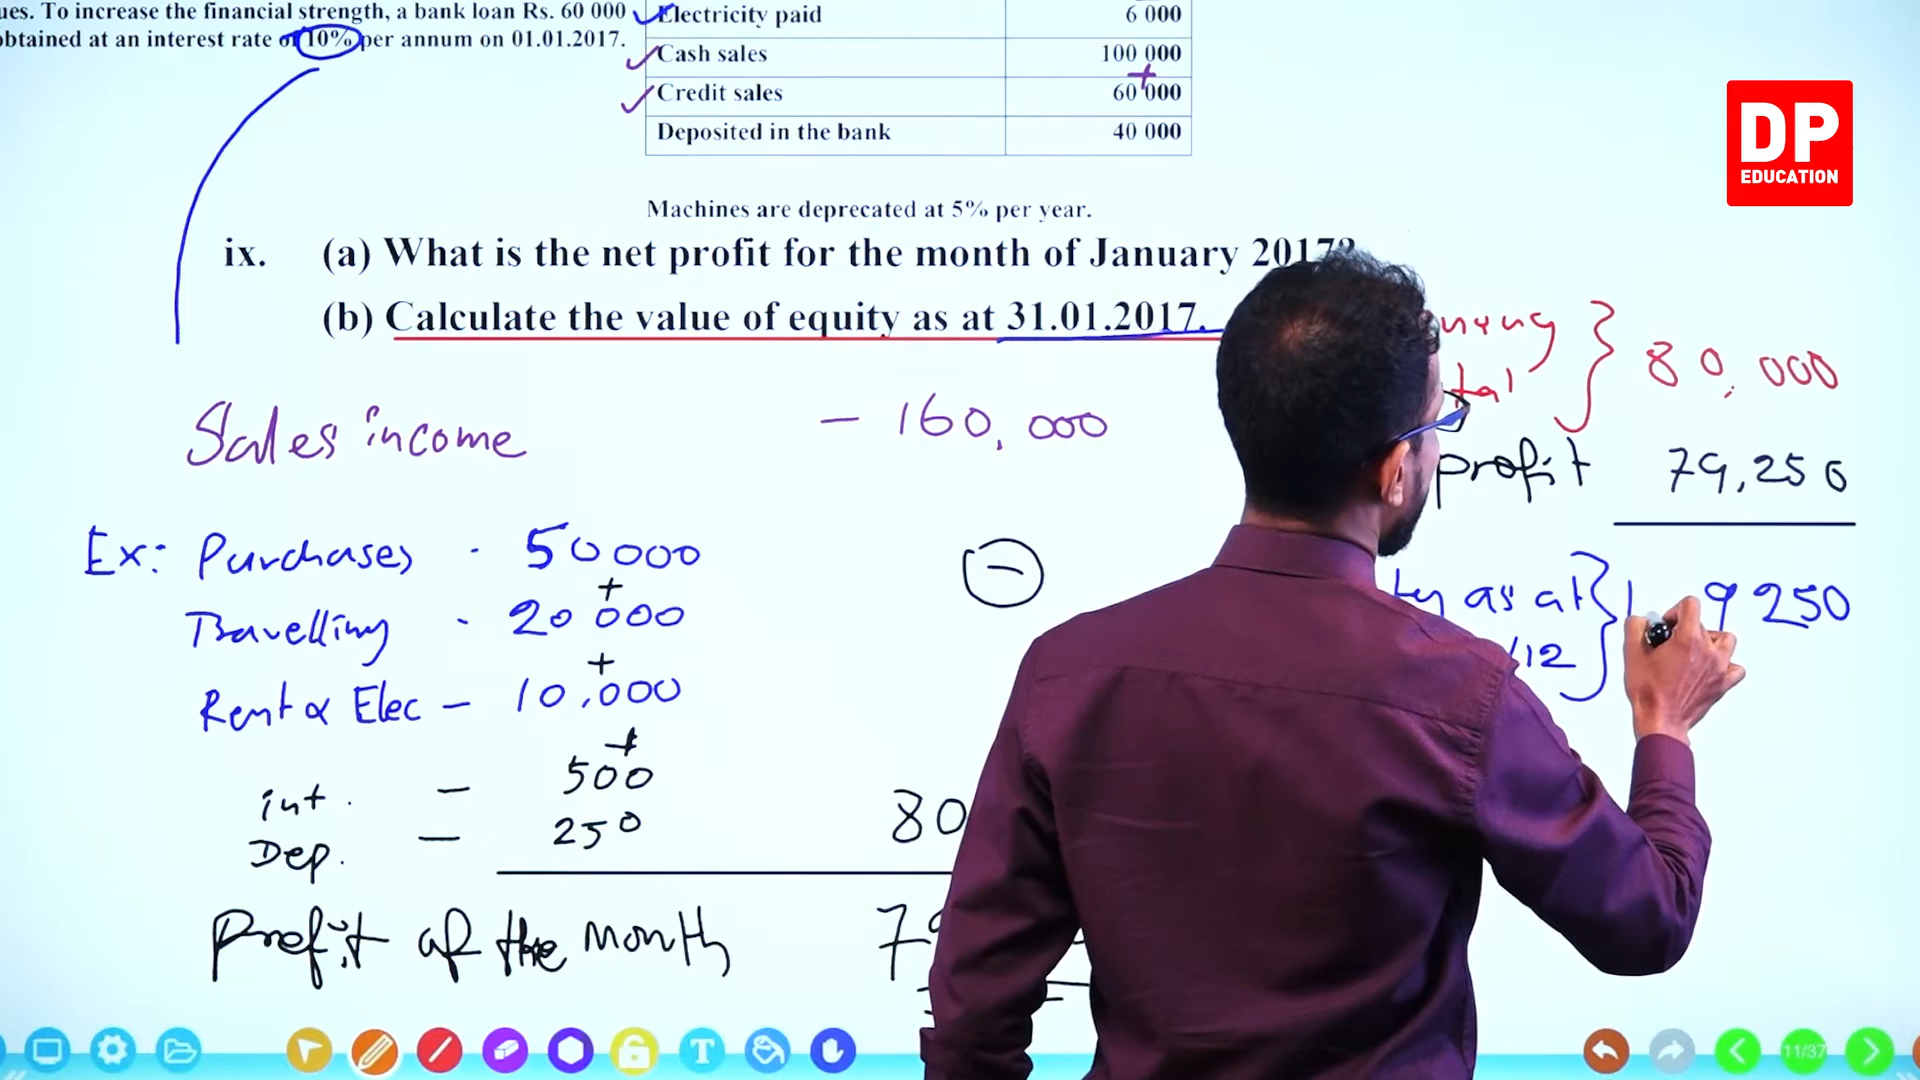 ues. To increase the financial strength, a bank loan Rs. 60 000
obtained at an interest rate of 10% per annum on 01.01.2017.
Electricity paid 6 000
Cash sales 100 000
+
Credit sales 60 000
Deposited in the bank 40 000
DP
EDUCATION
Machines are deprecated at 5% per year.
ix. (a) What is the net profit for the month of January 2017?
(b) Calculate the value of equity as at 31.01.2017.
80,000
Sales income - 160,000
profit 79,250
Ex: Purchases - 50000
+
Travelling - 20000
+
Rent & Elec - 10,000
+
int. - 500
Dep. - 250
80
Profit of the month 79
-
as at
/12
9250
T
11/37